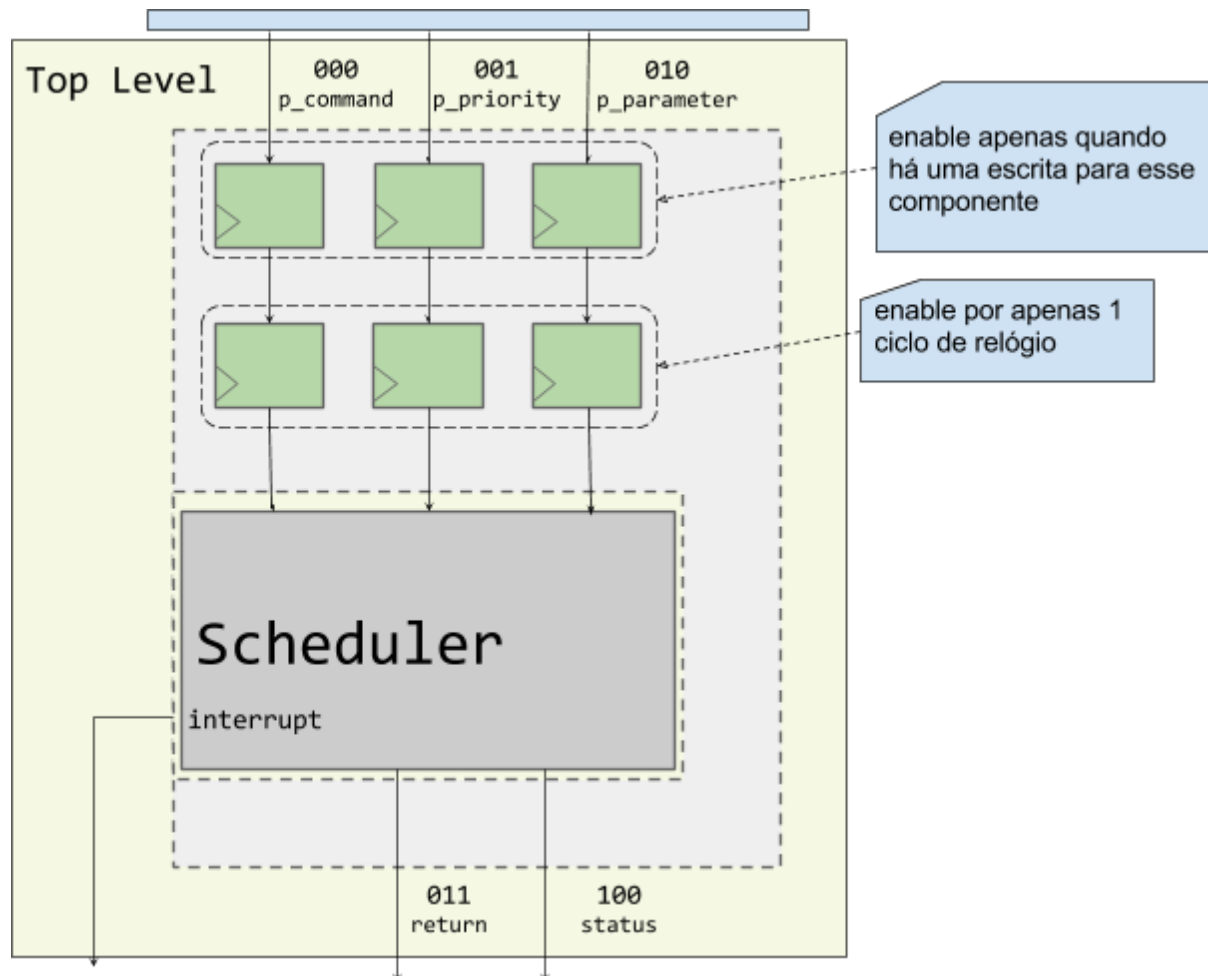 Top Level
000
p_command
001
p_priority
010
p_parameter
enable apenas quando
há uma escrita para esse
componente
enable por apenas 1
ciclo de relógio
Scheduler
interrupt
011
return
100
status